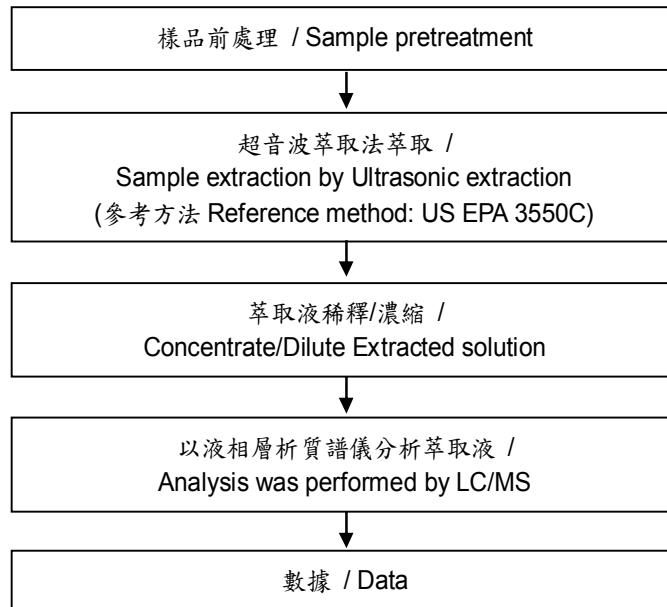 樣品前處理 / Sample pretreatment
超音波萃取法萃取 /
Sample extraction by Ultrasonic extraction
(參考方法 Reference method: US EPA 3550C)
萃取液稀釋/濃縮 /
Concentrate/Dilute Extracted solution
以液相層析質譜儀分析萃取液 /
Analysis was performed by LC/MS
數據 / Data